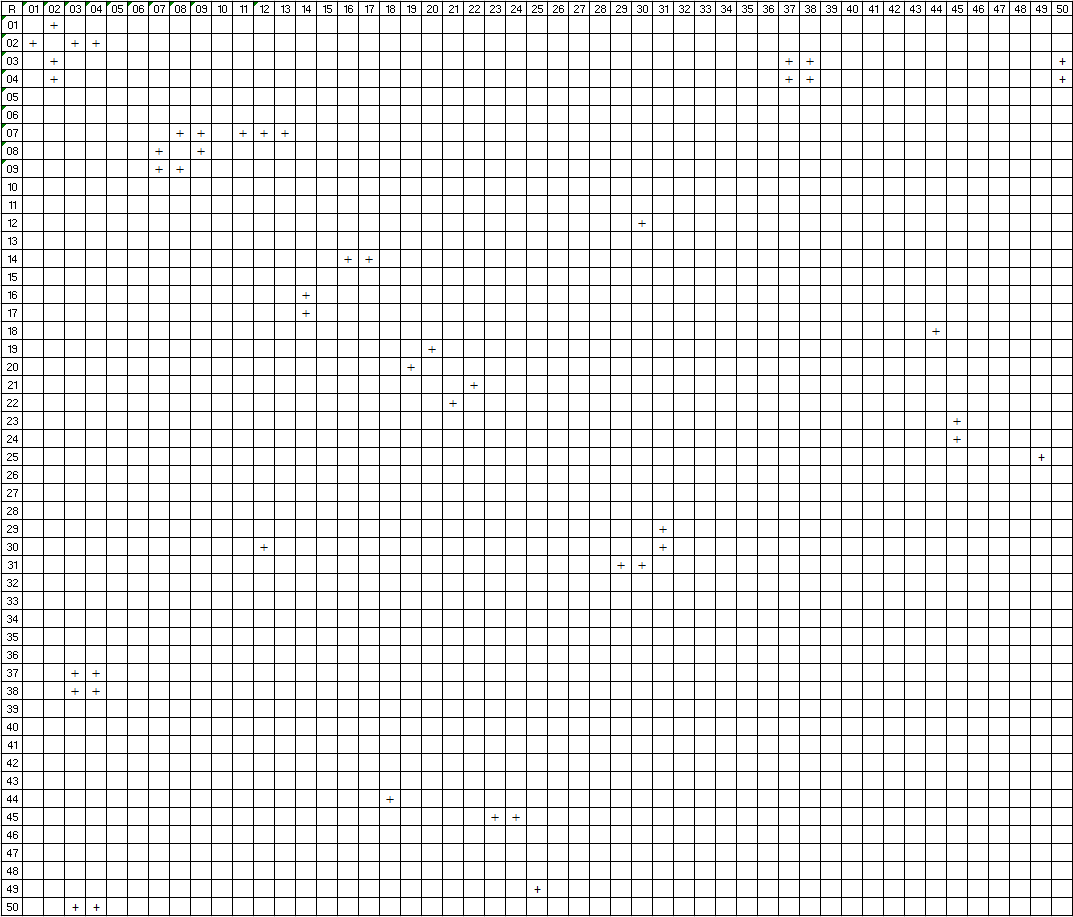 R 01 02 03 04 05 06 07 08 09 10 11 12 13 14 15 16 17 18 19 20 21 22 23 24 25 26 27 28 29 30 31 32 33 34 35 36 37 38 39 40 41 42 43 44 45 46 47 48 49 50
01 +
02 + + +
03 + + + +
04 + + + +
05
06
07 + + + + +
08 + +
09 + +
10
11
12 +
13
14 + +
15
16 +
17 +
18 +
19 +
20 +
21 +
22 +
23 +
24 +
25 +
26
27
28
29 +
30 + +
31 + +
32
33
34
35
36
37 + +
38 + +
39
40
41
42
43
44 +
45 + +
46
47
48
49 +
50 + +